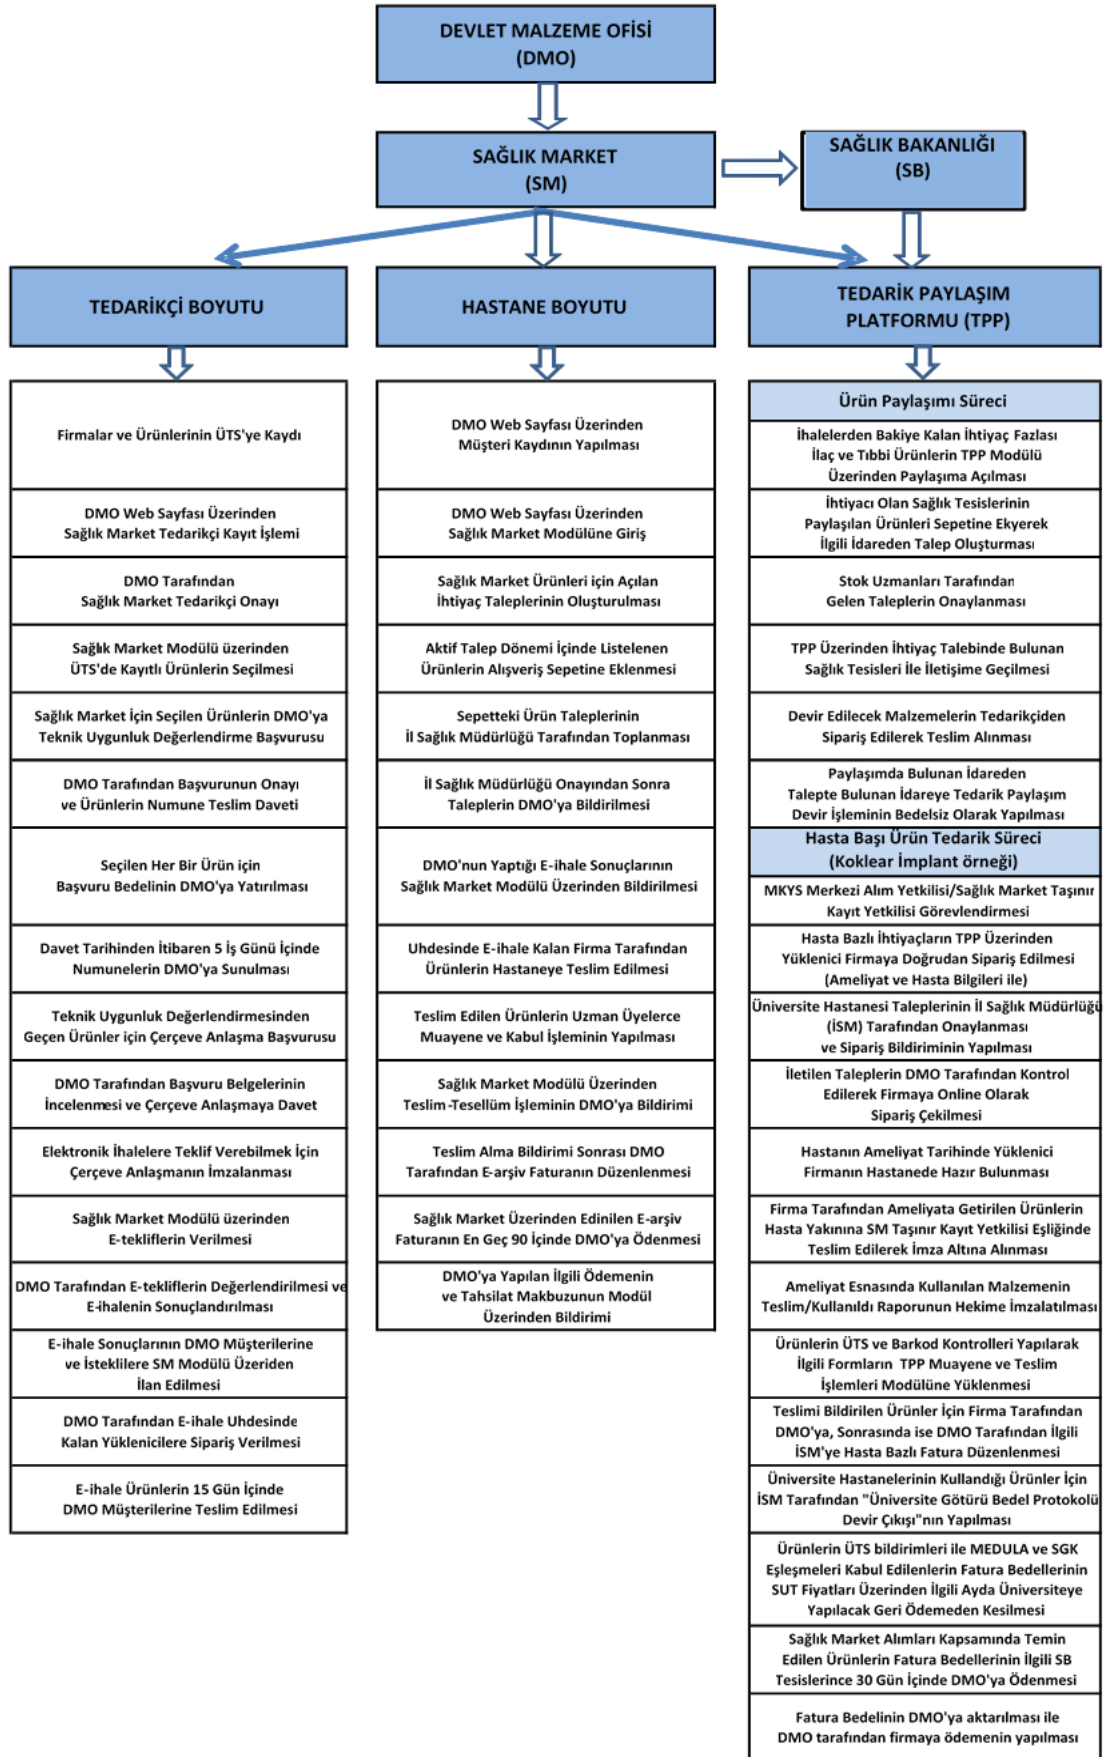 DEVLET MALZEME OFİSİ
(DMO)
SAĞLIK MARKET
(SM)
SAĞLIK BAKANLIĞI
(SB)
TEDARİKÇİ BOYUTU
Firmalar ve Ürünlerinin ÜTS'ye Kaydı
DMO Web Sayfası Üzerinden
Sağlık Market Tedarikçi Kayıt İşlemi
DMO Tarafından
Sağlık Market Tedarikçi Onayı
Sağlık Market Modülü üzerinden
ÜTS'de Kayıtlı Ürünlerin Seçilmesi
Sağlık Market İçin Seçilen Ürünlerin DMO'ya
Teknik Uygunluk Değerlendirme Başvurusu
DMO Tarafından Başvurunun Onayı
ve Ürünlerin Numune Teslim Daveti
Seçilen Her Bir Ürün için
Başvuru Bedelinin DMO'ya Yatırılması
Davet Tarihinden İtibaren 5 İş Günü İçinde
Numunelerin DMO'ya Sunulması
Teknik Uygunluk Değerlendirmesinden
Geçen Ürünler için Çerçeve Anlaşma Başvurusu
DMO Tarafından Başvuru Belgelerinin
İncelenmesi ve Çerçeve Anlaşmaya Davet
Elektronik İhalelere Teklif Verebilmek İçin
Çerçeve Anlaşmanın İmzalanması
Sağlık Market Modülü üzerinden
E-tekliflerin Verilmesi
DMO Tarafından E-tekliflerin Değerlendirilmesi ve
E-ihalenin Sonuçlandırılması
E-ihale Sonuçlarının DMO Müşterilerine
ve İsteklilere SM Modülü Üzeriden
İlan Edilmesi
DMO Tarafından E-ihale Uhdesinde
Kalan Yüklenicilere Sipariş Verilmesi
E-ihale Ürünlerin 15 Gün İçinde
DMO Müşterilerine Teslim Edilmesi
HASTANE BOYUTU
DMO Web Sayfası Üzerinden
Müşteri Kaydının Yapılması
DMO Web Sayfası Üzerinden
Sağlık Market Modülüne Giriş
Sağlık Market Ürünleri için Açılan
İhtiyaç Taleplerinin Oluşturulması
Aktif Talep Dönemi İçinde Listelenen
Ürünlerin Alışveriş Sepetine Eklenmesi
Sepetteki Ürün Taleplerinin
İl Sağlık Müdürlüğü Tarafından Toplanması
İl Sağlık Müdürlüğü Onayından Sonra
Taleplerin DMO'ya Bildirilmesi
DMO'nun Yaptığı E-ihale Sonuçlarının
Sağlık Market Modülü Üzerinden Bildirilmesi
Uhdesinde E-ihale Kalan Firma Tarafından
Ürünlerin Hastaneye Teslim Edilmesi
Teslim Edilen Ürünlerin Uzman Üyelerce
Muayene ve Kabul İşleminin Yapılması
Sağlık Market Modülü Üzerinden
Teslim-Tesellüm İşleminin DMO'ya Bildirimi
Teslim Alma Bildirimi Sonrası DMO
Tarafından E-arşiv Faturanın Düzenlenmesi
Sağlık Market Üzerinden Edinilen E-arşiv
Faturanın En Geç 90 İçinde DMO'ya Ödenmesi
DMO'ya Yapılan İlgili Ödemenin
ve Tahsilat Makbuzunun Modül
Üzerinden Bildirimi
TEDARİK PAYLAŞIM
PLATFORMU (TPP)
Ürün Paylaşımı Süreci
İhalelerden Bakiye Kalan İhtiyaç Fazlası
İlaç ve Tıbbi Ürünlerin TPP Modülü
Üzerinden Paylaşıma Açılması
İhtiyacı Olan Sağlık Tesislerinin
Paylaşılan Ürünleri Sepetine Ekyerek
İlgili İdareden Talep Oluşturması
Stok Uzmanları Tarafından
Gelen Taleplerin Onaylanması
TPP Üzerinden İhtiyaç Talebinde Bulunan
Sağlık Tesisleri İle İletişime Geçilmesi
Devir Edilecek Malzemelerin Tedarikçiden
Sipariş Edilerek Teslim Alınması
Paylaşımda Bulunan İdareden
Talepte Bulunan İdareye Tedarik Paylaşım
Devir İşleminin Bedelsiz Olarak Yapılması
Hasta Başı Ürün Tedarik Süreci
(Koklear İmplant örneği)
MKYS Merkezi Alım Yetkilisi/Sağlık Market Taşınır
Kayıt Yetkilisi Görevlendirmesi
Hasta Bazlı İhtiyaçların TPP Üzerinden
Yüklenici Firmaya Doğrudan Sipariş Edilmesi
(Ameliyat ve Hasta Bilgileri ile)
Üniversite Hastanesi Taleplerinin İl Sağlık Müdürlüğü
(İSM) Tarafından Onaylanması
ve Sipariş Bildiriminin Yapılması
İletilen Taleplerin DMO Tarafından Kontrol
Edilerek Firmaya Online Olarak
Sipariş Çekilmesi
Hastanın Ameliyat Tarihinde Yüklenici
Firmanın Hastanede Hazır Bulunması
Firma Tarafından Ameliyata Getirilen Ürünlerin
Hasta Yakınına SM Taşınır Kayıt Yetkilisi Eşliğinde
Teslim Edilerek İmza Altına Alınması
Ameliyat Esnasında Kullanılan Malzemenin
Teslim/Kullanıldı Raporunun Hekime İmzalatılması
Ürünlerin ÜTS ve Barkod Kontrolleri Yapılarak
İlgili Formların TPP Muayene ve Teslim
İşlemleri Modülüne Yüklenmesi
Teslimi Bildirilen Ürünler İçin Firma Tarafından
DMO'ya, Sonrasında ise DMO Tarafından İlgili
İSM'ye Hasta Bazlı Fatura Düzenlenmesi
Üniversite Hastanelerinin Kullandığı Ürünler İçin
İSM Tarafından "Üniversite Götürü Bedel Protokolü
Devir Çıkışı"nın Yapılması
Ürünlerin ÜTS bildirimleri ile MEDULA ve SGK
Eşleşmeleri Kabul Edilenlerin Fatura Bedellerinin
SUT Fiyatları Üzerinden İlgili Ayda Üniversiteye
Yapılacak Geri Ödemeden Kesilmesi
Sağlık Market Alımları Kapsamında Temin
Edilen Ürünlerin Fatura Bedellerinin İlgili SB
Tesislerince 30 Gün İçinde DMO'ya Ödenmesi
Fatura Bedelinin DMO'ya aktarılması ile
DMO tarafından firmaya ödemenin yapılması